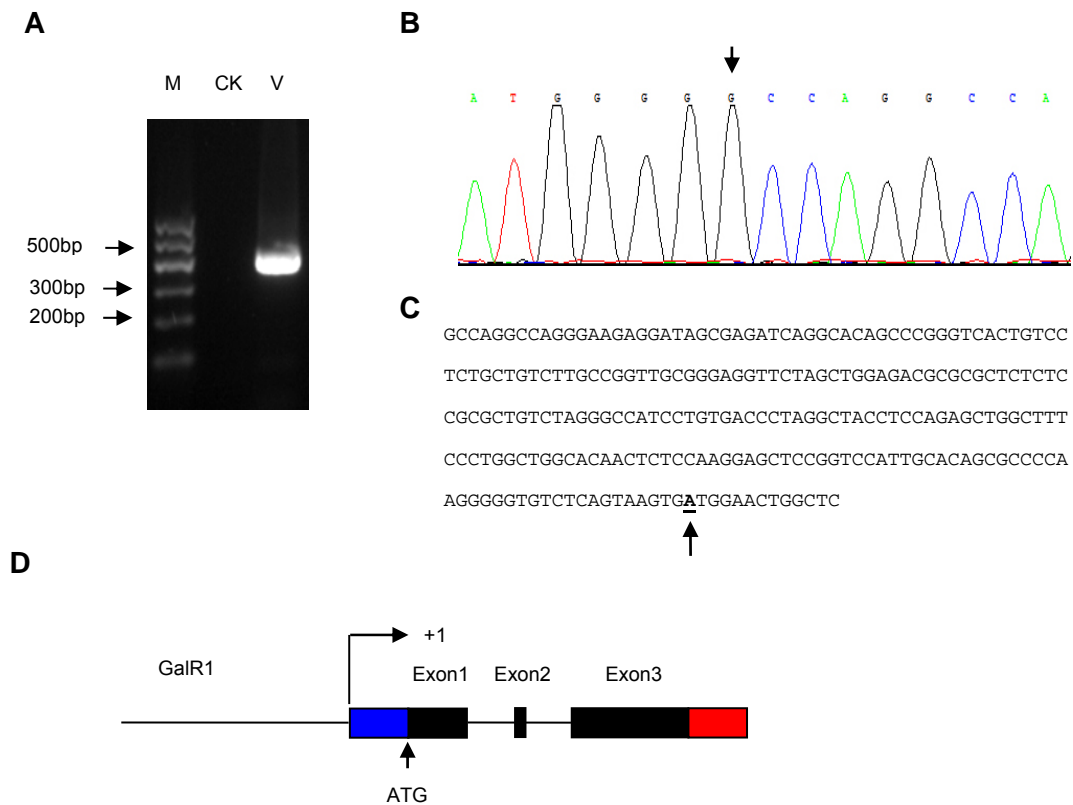 A
M CK V
500bp
300bp
200bp
B
A T G G G G G C C A G G C C A
C
GCCAGGCCAGGGAAGAGGATAGCGAGATCAGGCACAGCCCGGGTCACTGTCC
TCTGCTGTCTTGCCGGTTGCGGGAGGTTCTAGCTGGAGACGCGCGCTCTCTC
CGCGCTGTCTAGGGCCATCCTGTGACCCTAGGCTACCTCCAGAGCTGGCTTT
CCCTGGCTGGCACAACTCTCCAAGGAGCTCCGGTCCATTGCACAGCGCCCCA
AGGGGGTGTCTCAGTAAGTGATGGAACTGGCTC
D
GalR1
+1
Exon1 Exon2 Exon3
ATG